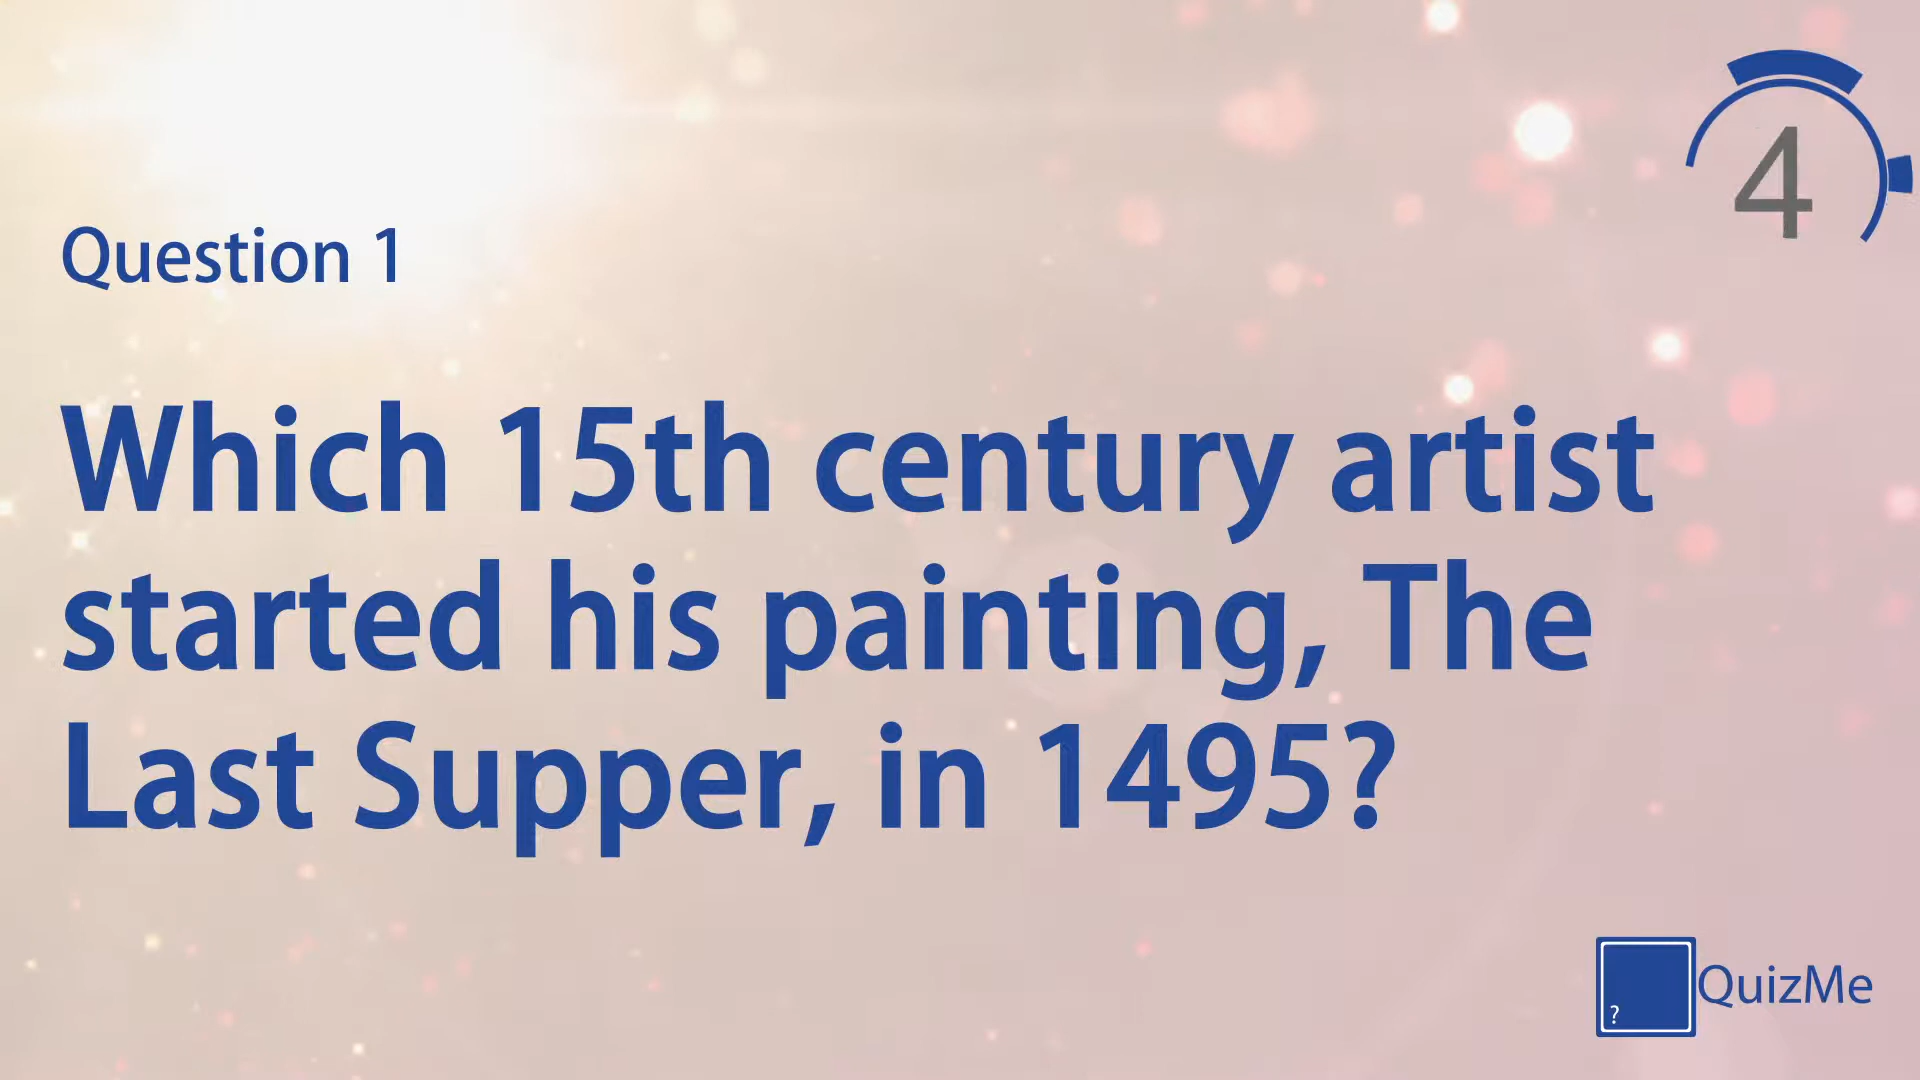 4
Question 1
Which 15th century artist
started his painting, The
Last Supper, in 1495?
?
QuizMe